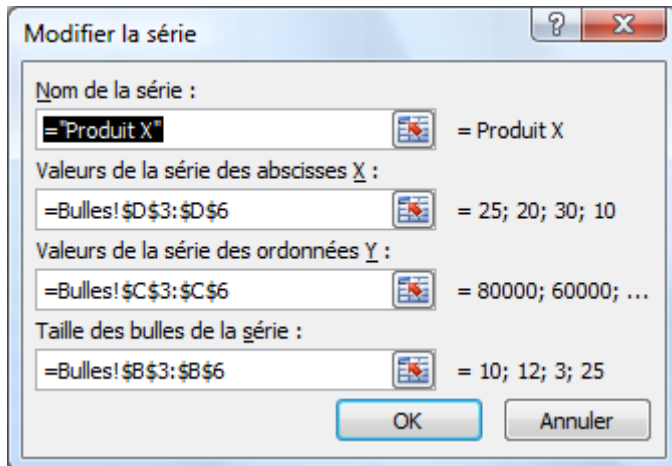 Modifier la série
?
Nom de la série :
="Produit X" = Produit X
Valeurs de la série des abscisses X :
=Bulles!$D$3:$D$6 = 25; 20; 30; 10
Valeurs de la série des ordonnées Y :
=Bulles!$C$3:$C$6 = 80000; 60000; ...
Taille des bulles de la série :
=Bulles!$B$3:$B$6 = 10; 12; 3; 25
OK Annuler